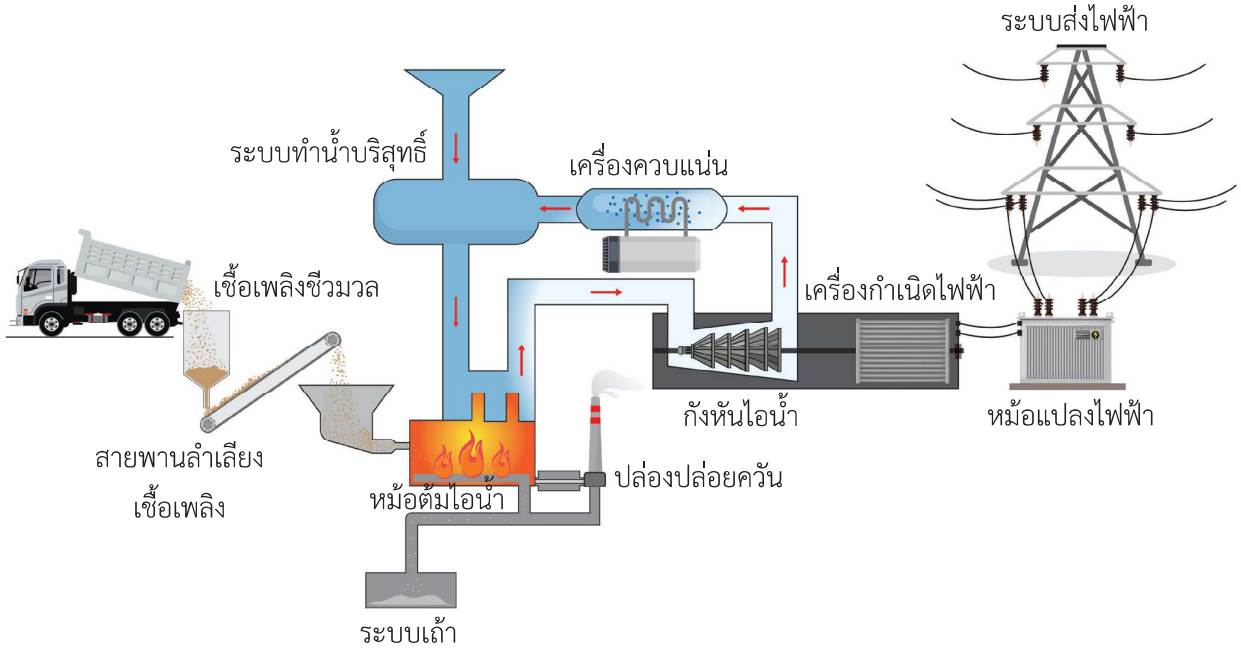 ระบบส่งไฟฟ้า
ระบบทำน้ำบริสุทธิ์
เครื่องควบแน่น
เชื้อเพลิงชีวมวล
เครื่องกำเนิดไฟฟ้า
กังหันไอน้ำ
หม้อแปลงไฟฟ้า
สายพานลำเลียง
เชื้อเพลิง
ปล่องปล่อยควัน
หม้อต้มไอน้ำ
ระบบเถ้า